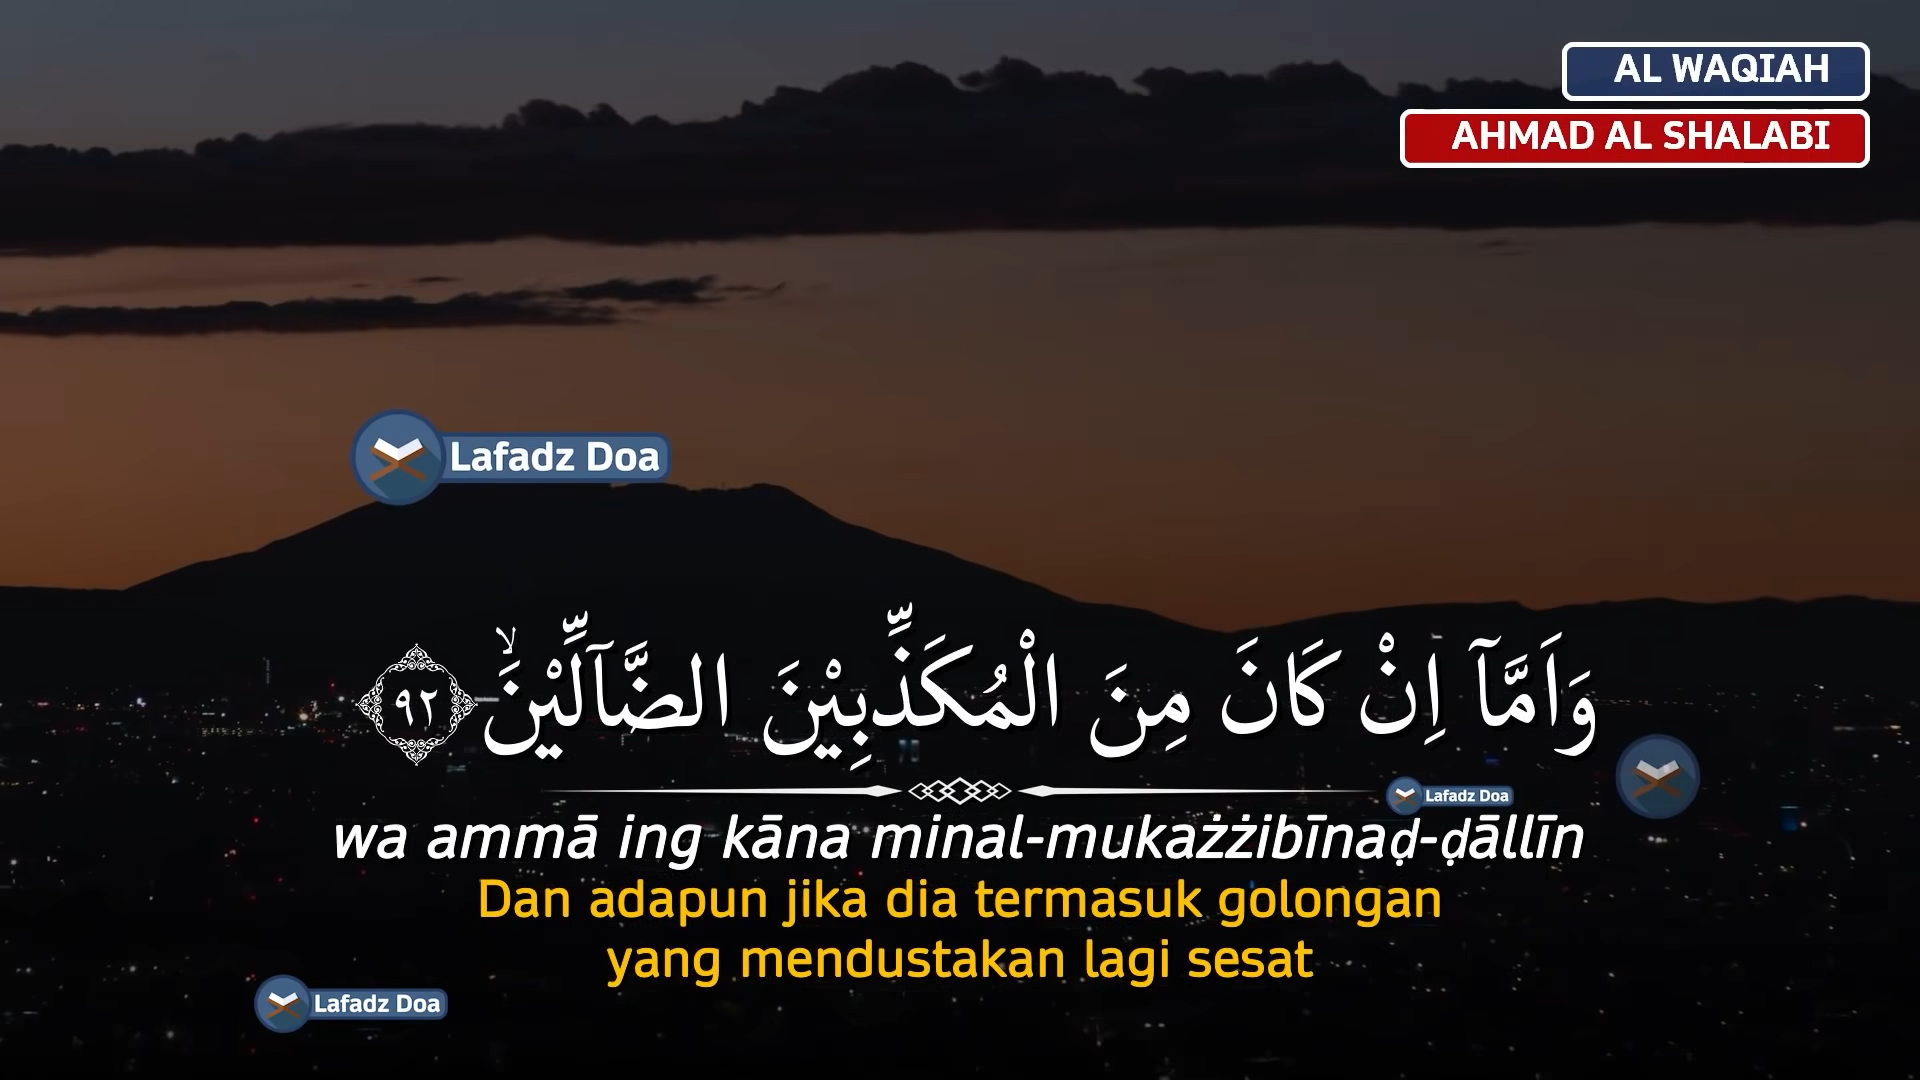 AL WAQIAH
AHMAD AL SHALABI
Lafadz Doa
وَاَمَّآ اِنْ كَانَ مِنَ الْمُكَذِّبِيْنَ الضَّاۤلِّيْنَۙ ٩٢
Lafadz Doa
wa ammā ing kāna minal-mukażżibīnaḍ-ḍāllīn
Dan adapun jika dia termasuk golongan
yang mendustakan lagi sesat
Lafadz Doa